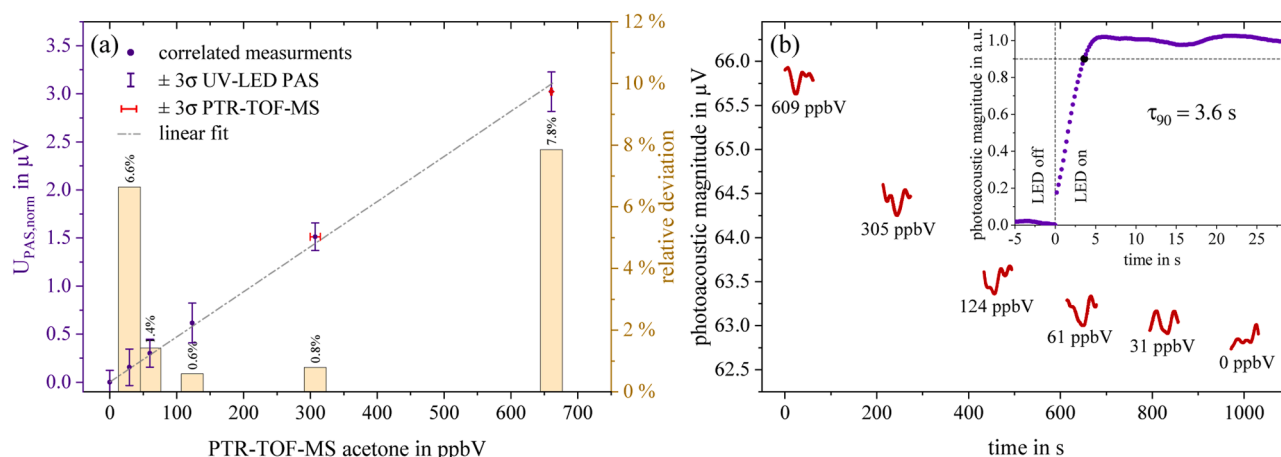 (a)
correlated measurments
± 3σ UV-LED PAS
± 3σ PTR-TOF-MS
linear fit
3.5
3.0
2.5
2.0
1.5
1.0
0.5
0.0
U_PAS,norm in µV
12 %
10 %
8 %
6 %
4 %
2 %
0 %
relative deviation
6.6%
.4%
0.6%
0.8%
7.8%
0 100 200 300 400 500 600 700
PTR-TOF-MS acetone in ppbV
(b)
66.0
65.5
65.0
64.5
64.0
63.5
63.0
62.5
photoacoustic magnitude in µV
609 ppbV
305 ppbV
124 ppbV
61 ppbV
31 ppbV
0 ppbV
0 200 400 600 800 1000
time in s
1.0
0.8
0.6
0.4
0.2
0.0
photoacoustic magnitude in a.u.
LED off
LED on
τ90 = 3.6 s
-5 0 5 10 15 20 25
time in s